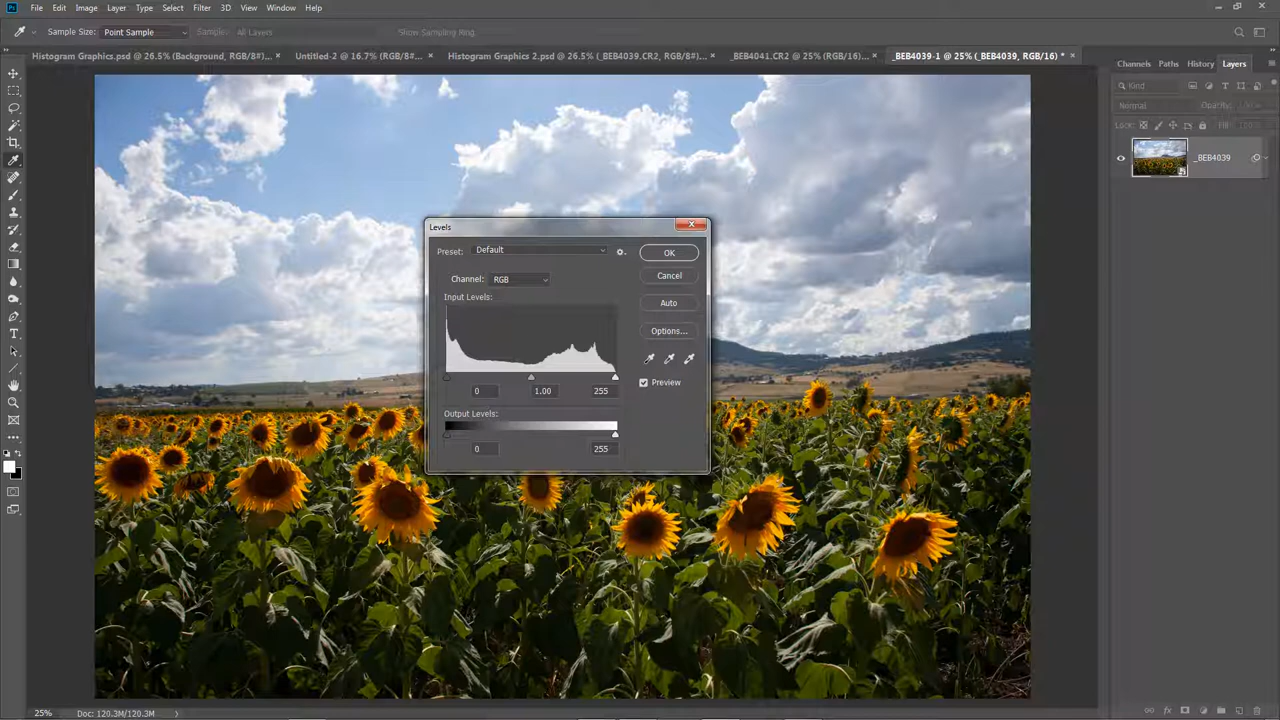 Ps File Edit Image Layer Type Select Filter 3D View Window Help
Sample Size: Point Sample Sample: All Layers Show Sampling Ring
Histogram Graphics.psd @ 26.5% (Background, RGB/8#)... × Untitled-2 @ 16.7% (RGB/8#) × Histogram Graphics 2.psd @ 26.5% (_BEB4039.CR2, RGB/8#)... × _BEB4041.CR2 @ 25% (RGB/16)... × _BEB4039-1 @ 25% (_BEB4039, RGB/16) * ×
Channels Paths History Layers
Kind
Normal Opacity:
Lock: Fill:
_BEB4039
Levels
Preset: Default
OK
Channel: RGB
Cancel
Input Levels:
Auto
Options...
Preview
0 1.00 255
Output Levels:
0 255
25% Doc: 120.3M/120.3M